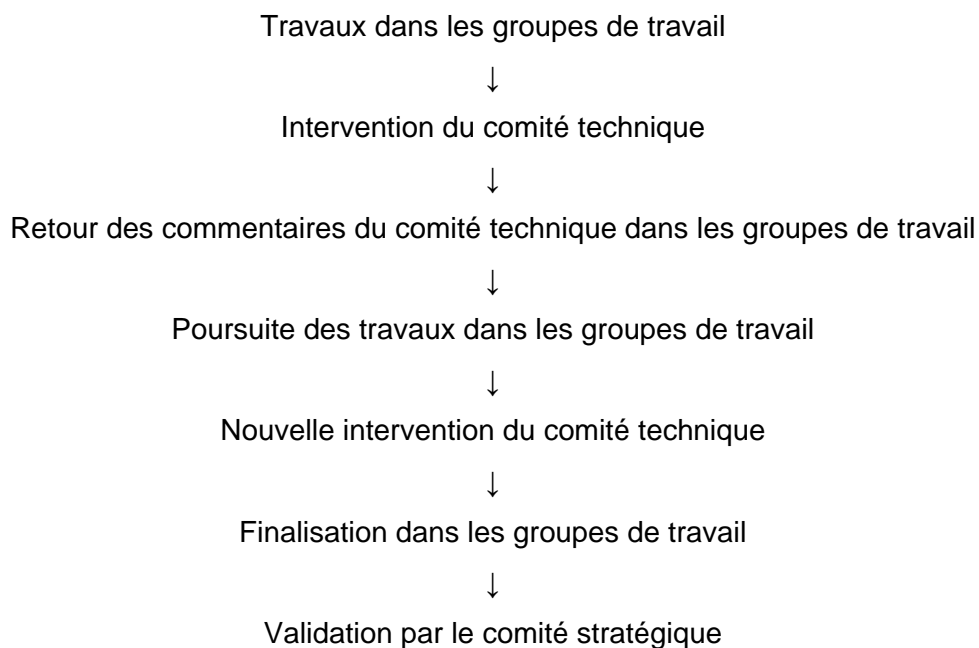 Travaux dans les groupes de travail
↓
Intervention du comité technique
↓
Retour des commentaires du comité technique dans les groupes de travail
↓
Poursuite des travaux dans les groupes de travail
↓
Nouvelle intervention du comité technique
↓
Finalisation dans les groupes de travail
↓
Validation par le comité stratégique